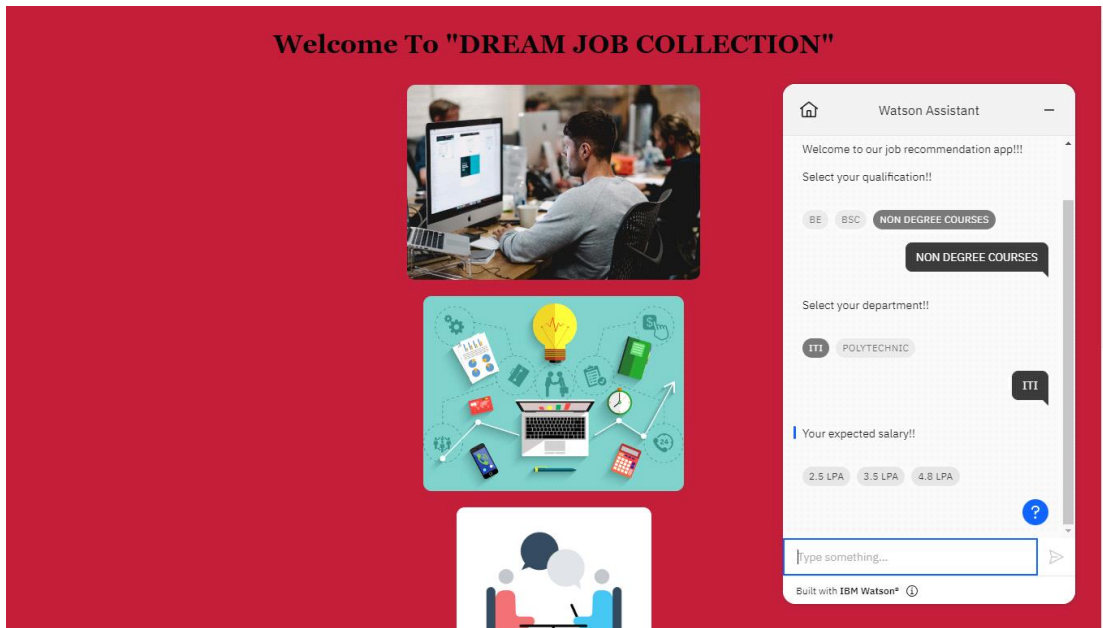 Welcome To "DREAM JOB COLLECTION"
Watson Assistant
Welcome to our job recommendation app!!!
Select your qualification!!
BE BSC NON DEGREE COURSES
NON DEGREE COURSES
Select your department!!
ITI POLYTECHNIC
ITI
Your expected salary!!
2.5 LPA 3.5 LPA 4.8 LPA
?
Type something...
Built with IBM Watson®
S
24